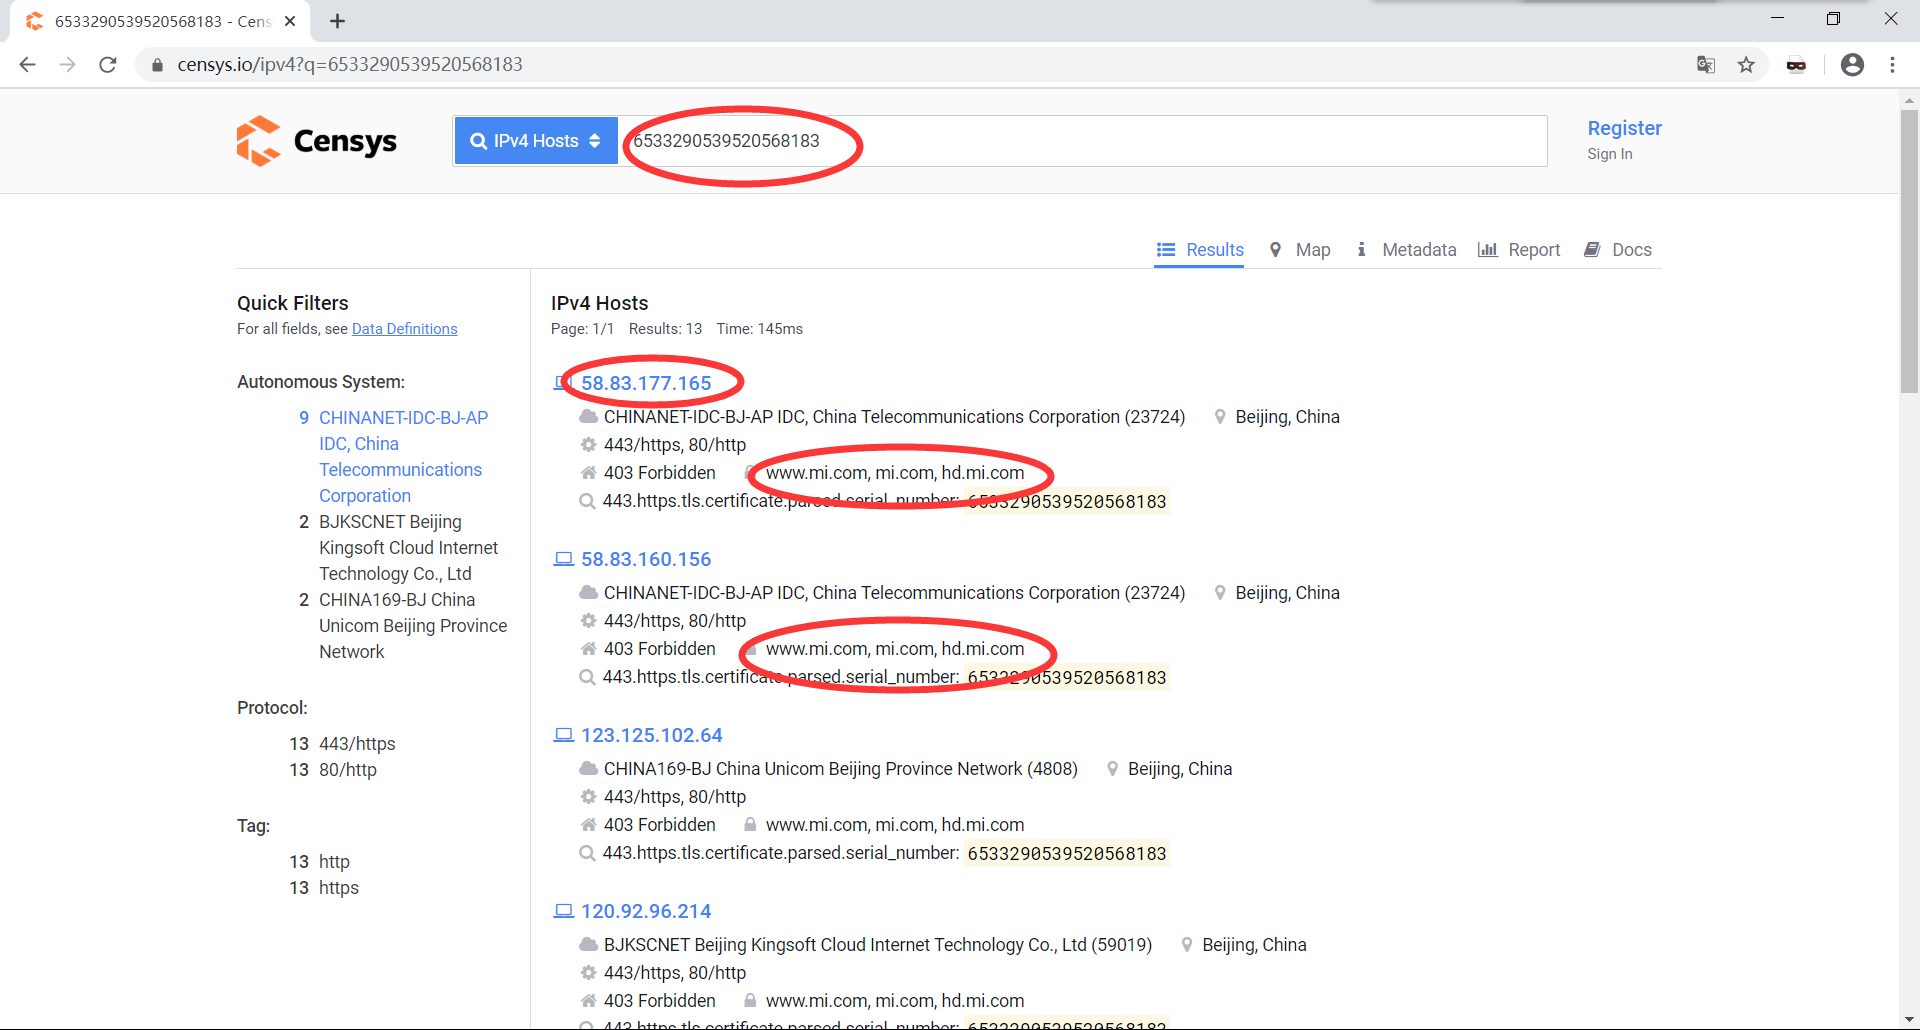 6533290539520568183 - Cens
censys.io/ipv4?q=6533290539520568183
Censys
IPv4 Hosts
6533290539520568183
Register
Sign In
Results
Map
Metadata
Report
Docs
Quick Filters
For all fields, see Data Definitions
Autonomous System:
9 CHINANET-IDC-BJ-AP
IDC, China
Telecommunications
Corporation
2 BJKSCNET Beijing
Kingsoft Cloud Internet
Technology Co., Ltd
2 CHINA169-BJ China
Unicom Beijing Province
Network
Protocol:
13 443/https
13 80/http
Tag:
13 http
13 https
IPv4 Hosts
Page: 1/1 Results: 13 Time: 145ms
58.83.177.165
CHINANET-IDC-BJ-AP IDC, China Telecommunications Corporation (23724) Beijing, China
443/https, 80/http
403 Forbidden www.mi.com, mi.com, hd.mi.com
443.https.tls.certificate.parsed.serial_number: 6533290539520568183
58.83.160.156
CHINANET-IDC-BJ-AP IDC, China Telecommunications Corporation (23724) Beijing, China
443/https, 80/http
403 Forbidden www.mi.com, mi.com, hd.mi.com
443.https.tls.certificate.parsed.serial_number: 6533290539520568183
123.125.102.64
CHINA169-BJ China Unicom Beijing Province Network (4808) Beijing, China
443/https, 80/http
403 Forbidden www.mi.com, mi.com, hd.mi.com
443.https.tls.certificate.parsed.serial_number: 6533290539520568183
120.92.96.214
BJKSCNET Beijing Kingsoft Cloud Internet Technology Co., Ltd (59019) Beijing, China
443/https, 80/http
403 Forbidden www.mi.com, mi.com, hd.mi.com
443.https.tls.certificate.parsed.serial_number: 6533290539520568183